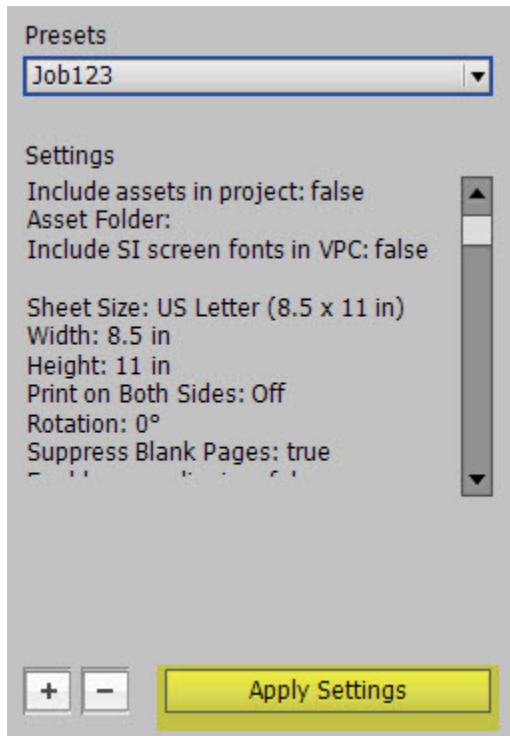 Presets
Job123
Settings
Include assets in project: false
Asset Folder:
Include SI screen fonts in VPC: false
Sheet Size: US Letter (8.5 x 11 in)
Width: 8.5 in
Height: 11 in
Print on Both Sides: Off
Rotation: 0°
Suppress Blank Pages: true
+ −
Apply Settings